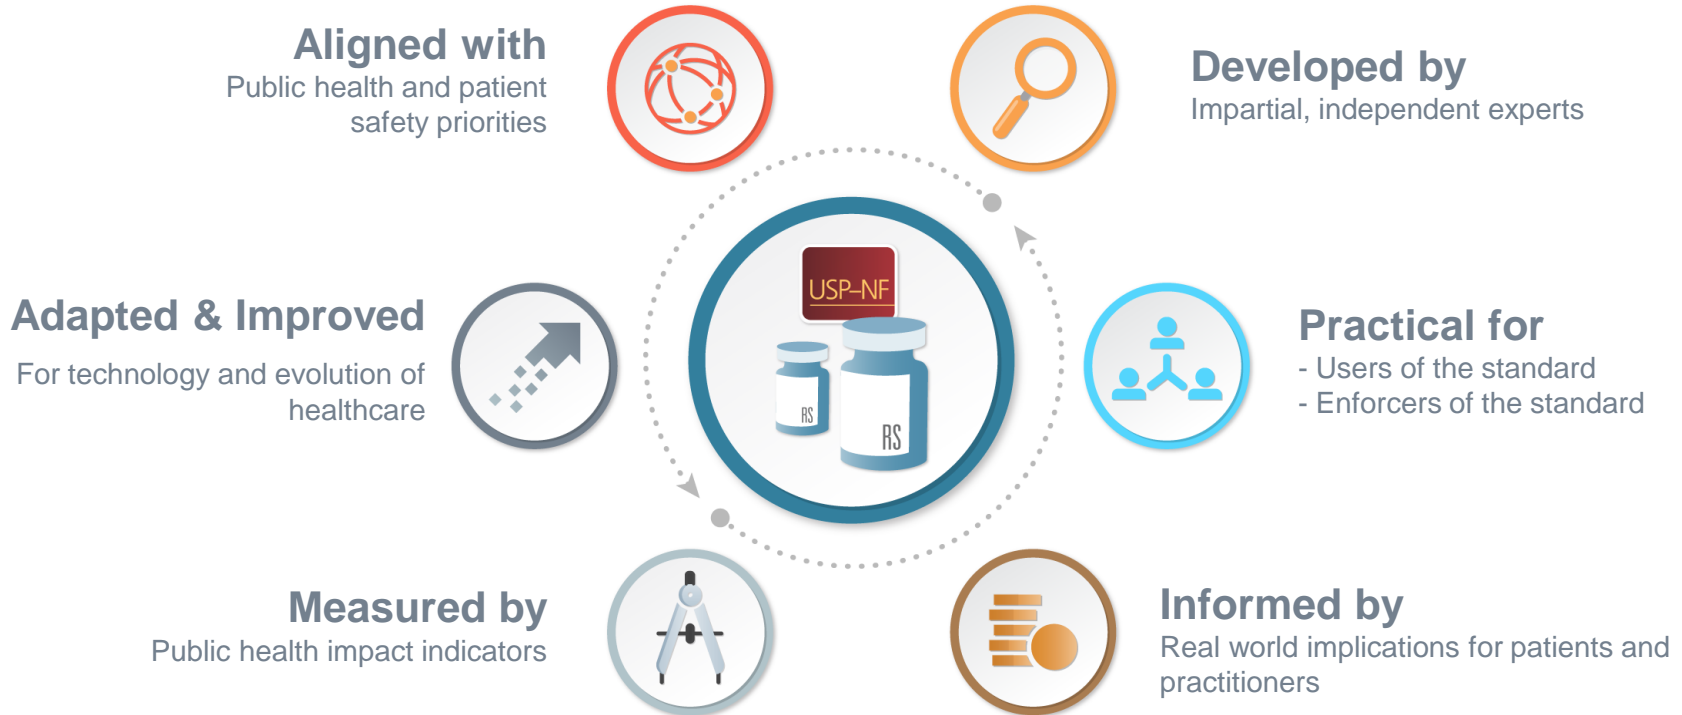 Aligned with
Public health and patient
safety priorities
Developed by
Impartial, independent experts
Adapted & Improved
For technology and evolution of
healthcare
USP–NF
RS
RS
Practical for
- Users of the standard
- Enforcers of the standard
Measured by
Public health impact indicators
Informed by
Real world implications for patients and
practitioners